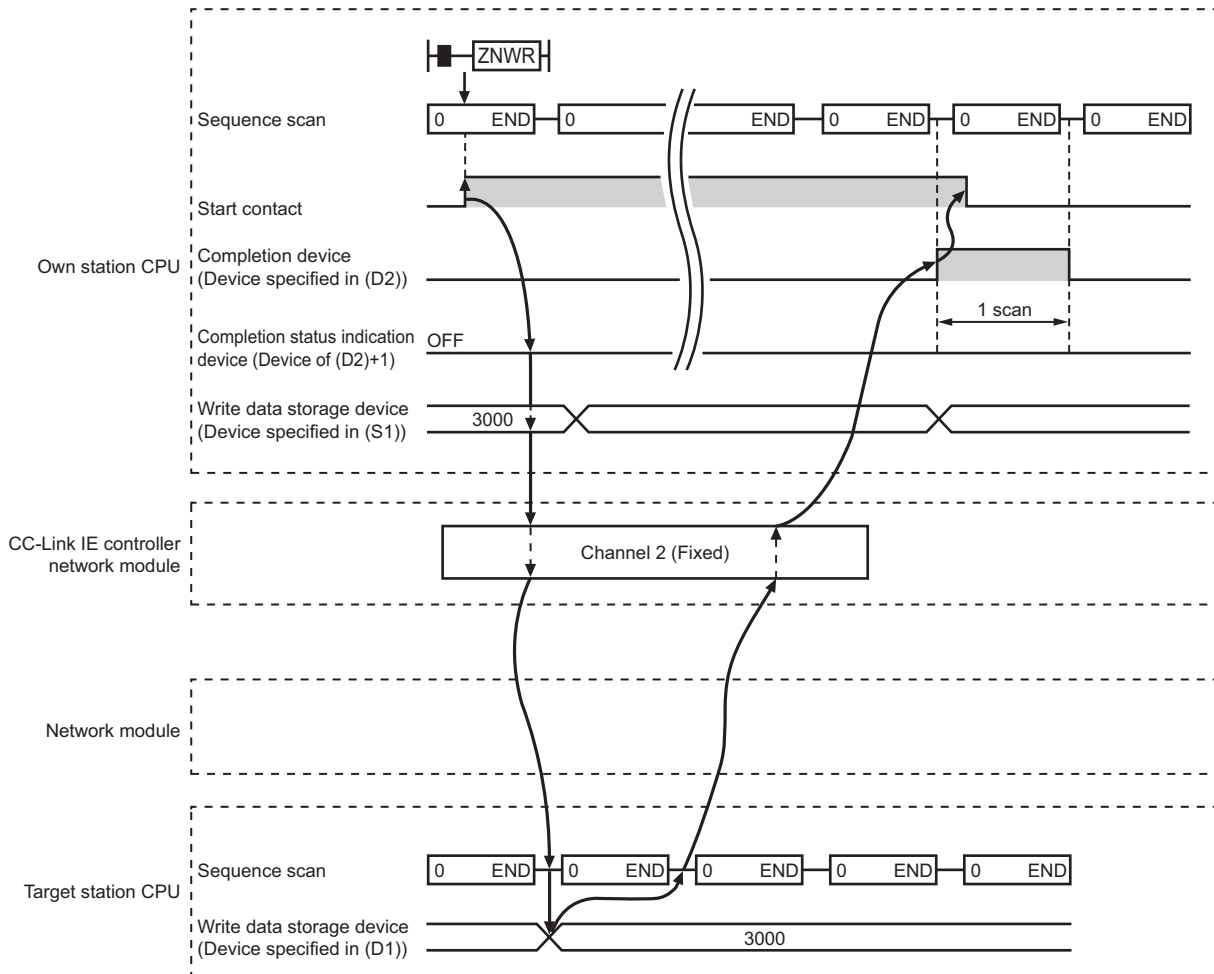 ZNWR
Sequence scan
0 END 0 END 0 END 0 END 0 END
Start contact
Own station CPU
Completion device
(Device specified in (D2))
1 scan
Completion status indication
device (Device of (D2)+1)
OFF
Write data storage device
(Device specified in (S1))
3000
CC-Link IE controller
network module
Channel 2 (Fixed)
Network module
Target station CPU
Sequence scan
0 END 0 END 0 END 0 END 0 END
Write data storage device
(Device specified in (D1))
3000